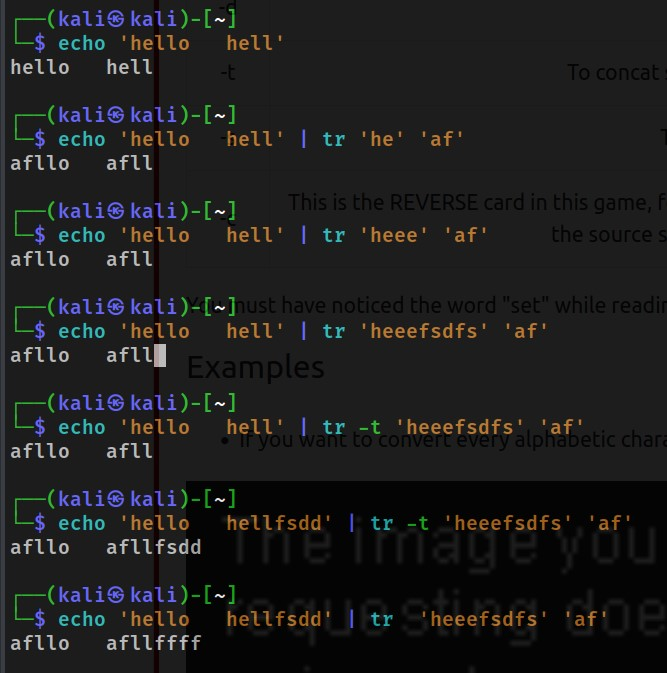 ┌──(kali㉿kali)-[~]
└─$ echo 'hello   hell'
hello   hell
┌──(kali㉿kali)-[~]
└─$ echo 'hello   hell' | tr 'he' 'af'
afllo   afll
┌──(kali㉿kali)-[~]
└─$ echo 'hello   hell' | tr 'heee' 'af'
afllo   afll
┌──(kali㉿kali)-[~]
└─$ echo 'hello   hell' | tr 'heeefsdfs' 'af'
afllo   afll
┌──(kali㉿kali)-[~]
└─$ echo 'hello   hell' | tr -t 'heeefsdfs' 'af'
afllo   afll
┌──(kali㉿kali)-[~]
└─$ echo 'hello   hellfsdd' | tr -t 'heeefsdfs' 'af'
afllo   afllfsdd
┌──(kali㉿kali)-[~]
└─$ echo 'hello   hellfsdd' | tr  'heeefsdfs' 'af'
afllo   afllffff
-d
-t To concat
This is the REVERSE card in this game,
the source
You must have noticed the word "set" while
Examples
• If you want to convert every alphabetic
The image you
requesting